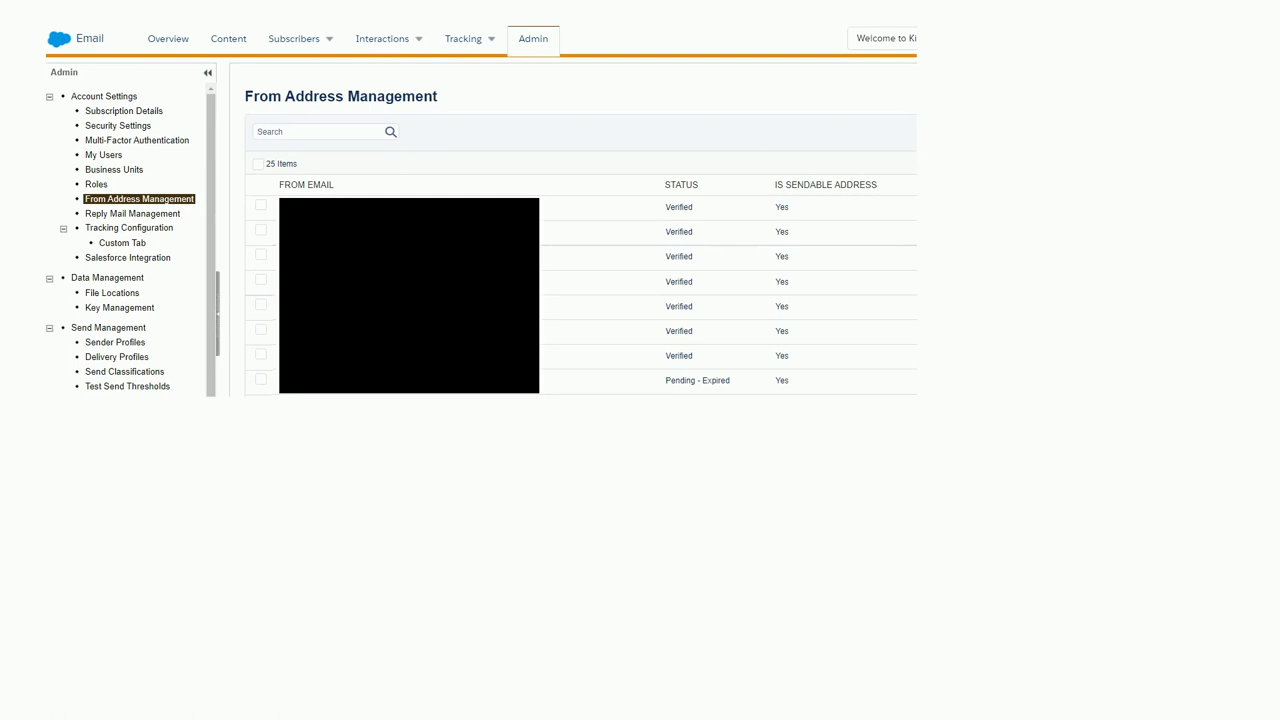 Email Overview Content Subscribers Interactions Tracking Admin Welcome to Ki
Admin
Account Settings
Subscription Details
Security Settings
Multi-Factor Authentication
My Users
Business Units
Roles
From Address Management
Reply Mail Management
Tracking Configuration
Custom Tab
Salesforce Integration
Data Management
File Locations
Key Management
Send Management
Sender Profiles
Delivery Profiles
Send Classifications
Test Send Thresholds
From Address Management
Search
25 Items
FROM EMAIL STATUS IS SENDABLE ADDRESS
Verified Yes
Verified Yes
Verified Yes
Verified Yes
Verified Yes
Verified Yes
Verified Yes
Pending - Expired Yes